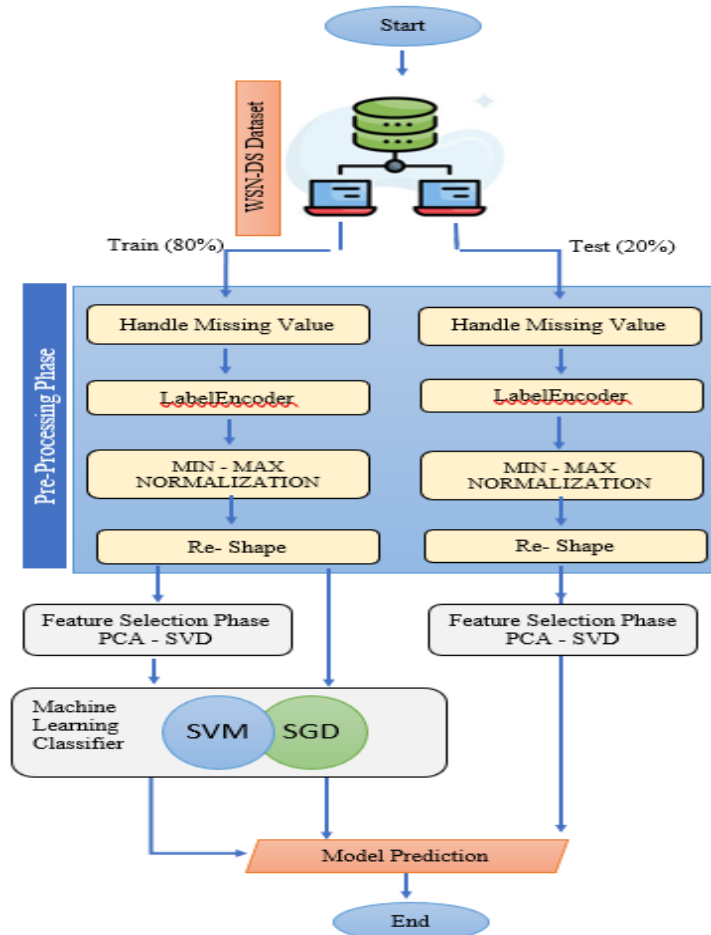 Start
WSN-DS Dataset
Train (80%)
Test (20%)
Pre-Processing Phase
Handle Missing Value
LabelEncoder
MIN - MAX
NORMALIZATION
Re- Shape
Handle Missing Value
LabelEncoder
MIN - MAX
NORMALIZATION
Re- Shape
Feature Selection Phase
PCA - SVD
Feature Selection Phase
PCA - SVD
Machine
Learning
Classifier
SVM
SGD
Model Prediction
End